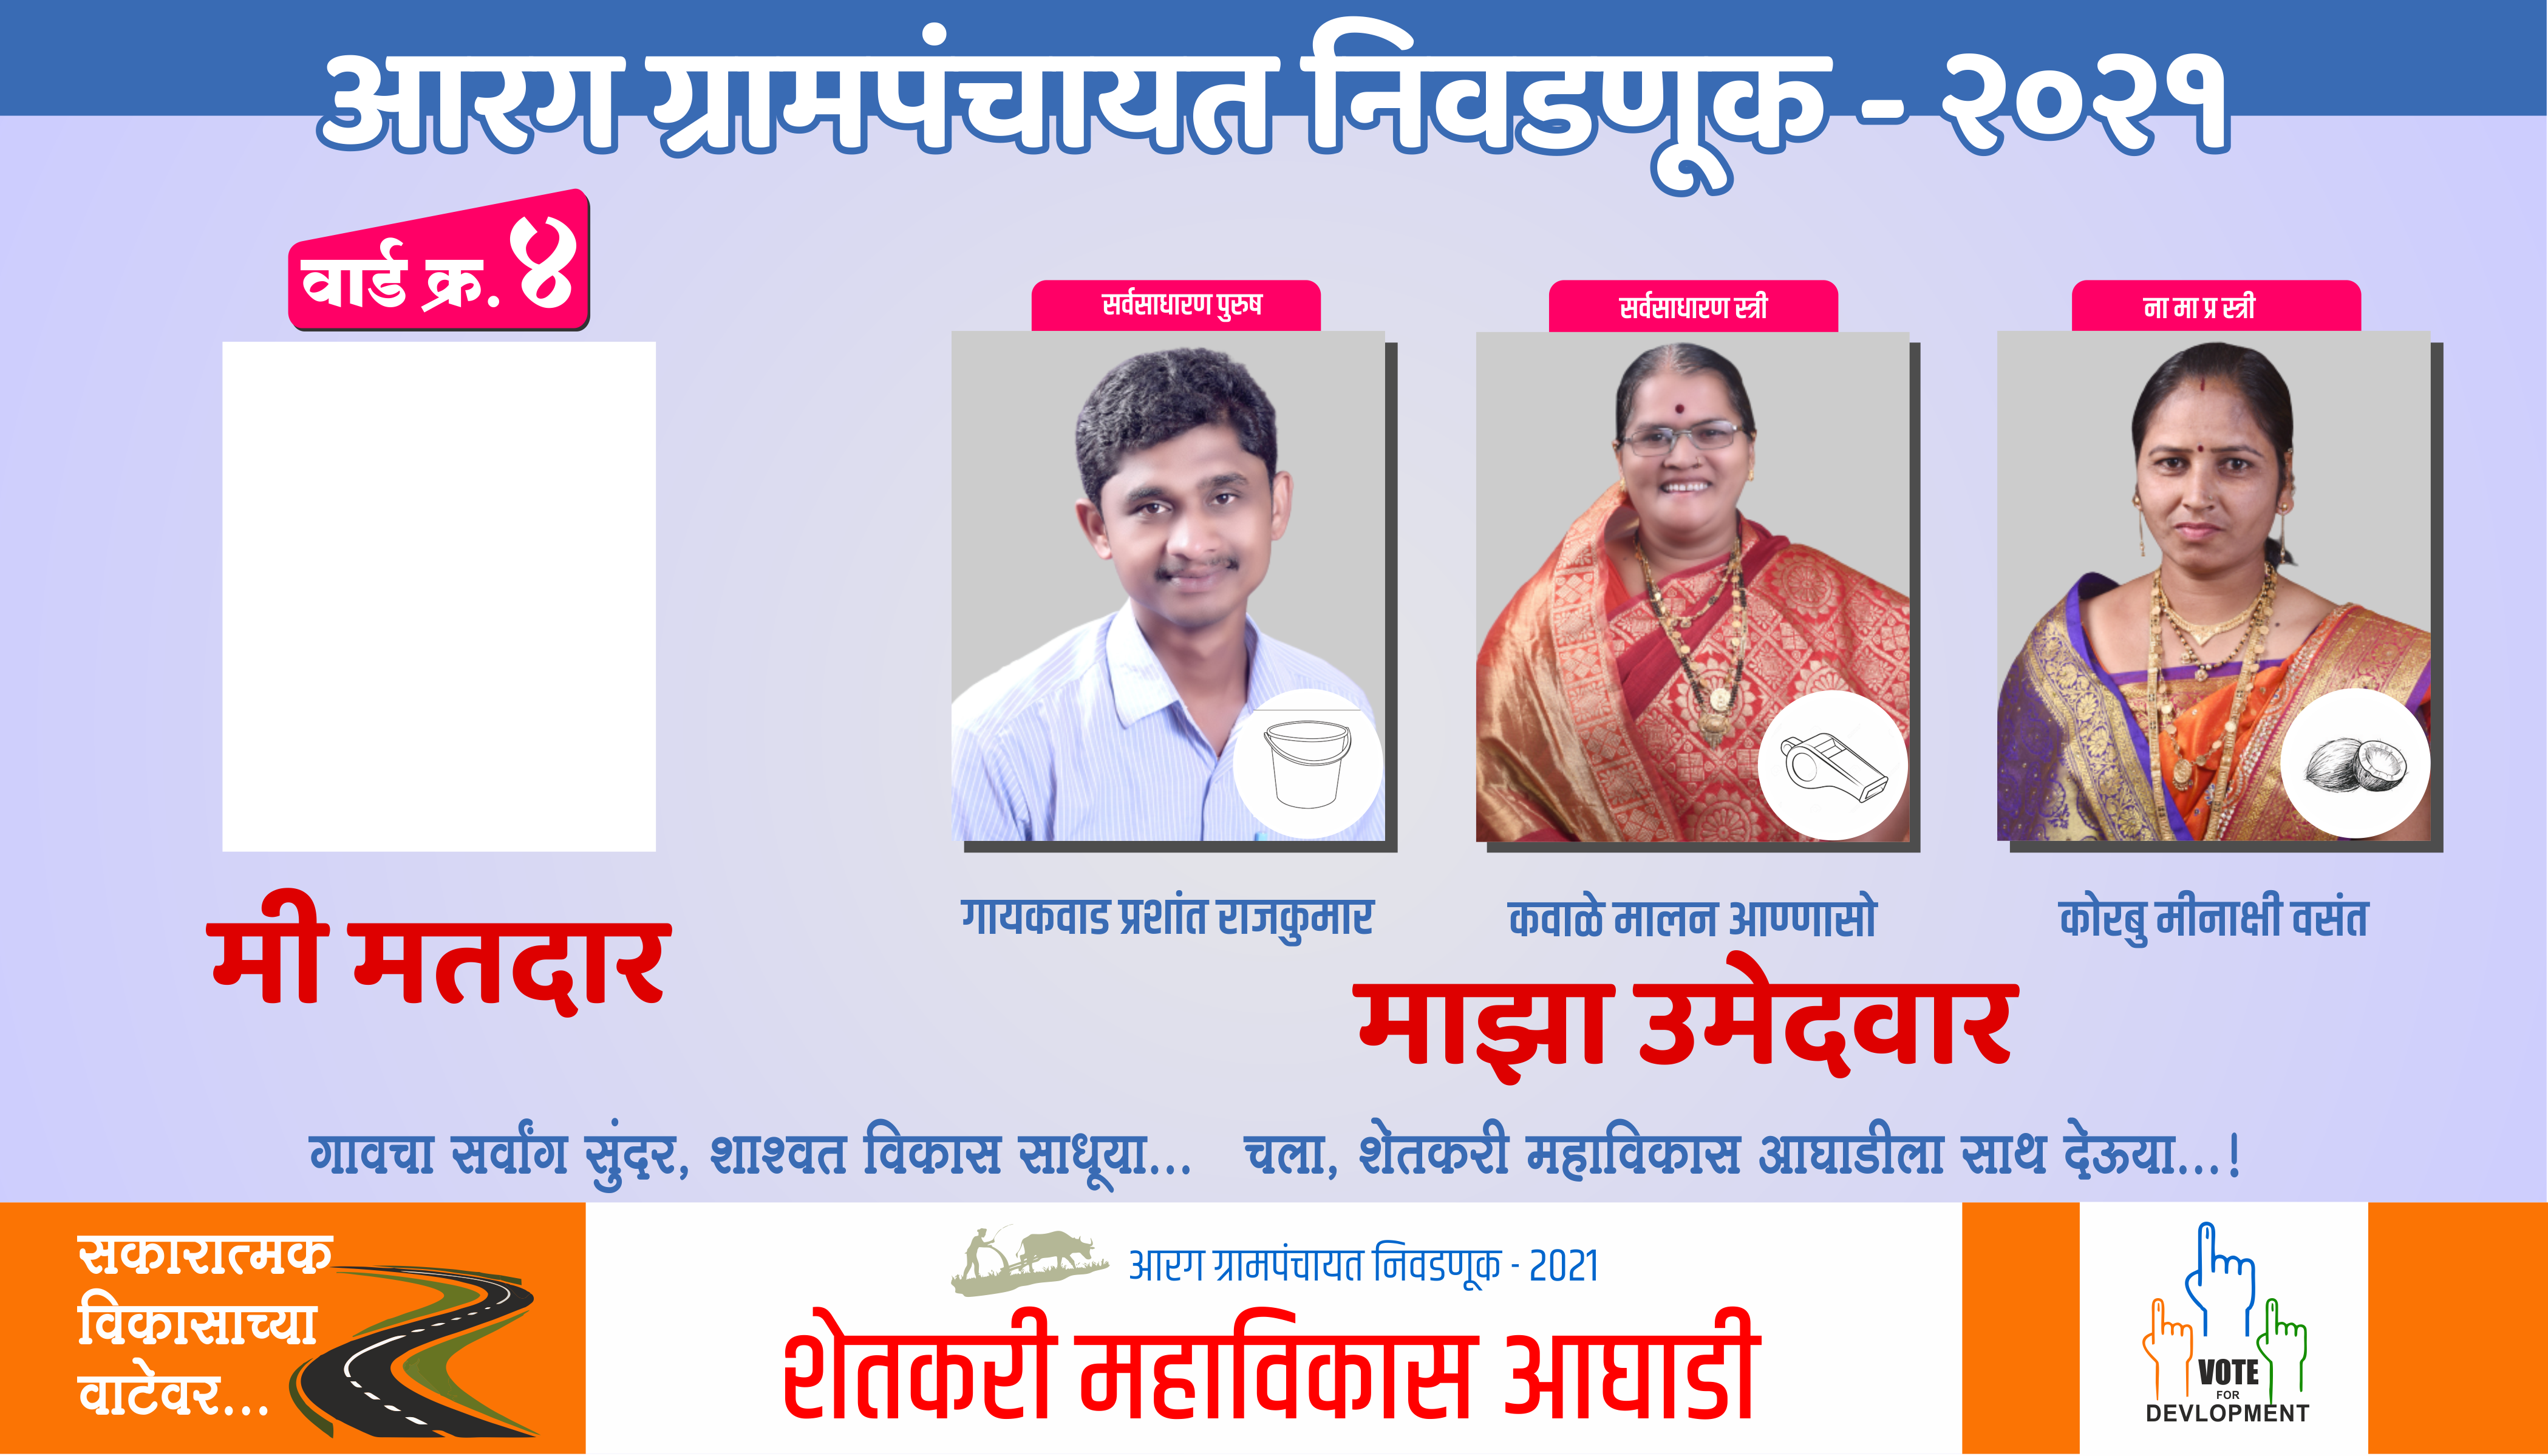 आरग ग्रामपंचायत निवडणूक - २०२१
वार्ड क्र. ४
सर्वसाधारण पुरुष
सर्वसाधारण स्त्री
ना मा प्र स्त्री
गायकवाड प्रशांत राजकुमार
कवाळे मालन आण्णासो
कोरबु मीनाक्षी वसंत
मी मतदार
माझा उमेदवार
गावचा सर्वांग सुंदर, शाश्वत विकास साधूया... चला, शेतकरी महाविकास आघाडीला साथ देऊया...!
सकारात्मक
विकासाच्या
वाटेवर...
आरग ग्रामपंचायत निवडणूक - 2021
शेतकरी महाविकास आघाडी
VOTE
FOR
DEVLOPMENT